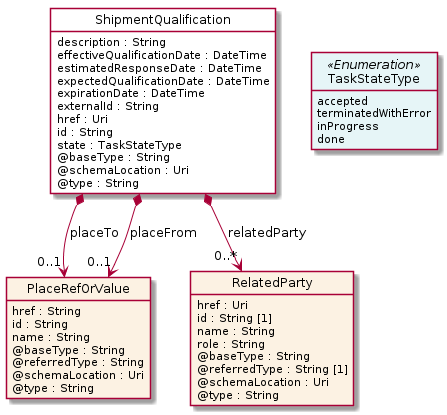 ShipmentQualification
description : String
effectiveQualificationDate : DateTime
estimatedResponseDate : DateTime
expectedQualificationDate : DateTime
expirationDate : DateTime
externalId : String
href : Uri
id : String
state : TaskStateType
@baseType : String
@schemaLocation : Uri
@type : String
«Enumeration»
TaskStateType
accepted
terminatedWithError
inProgress
done
placeTo
placeFrom
relatedParty
0..1
0..1
0..*
PlaceRefOrValue
href : String
id : String
name : String
@baseType : String
@referredType : String
@schemaLocation : Uri
@type : String
RelatedParty
href : Uri
id : String [1]
name : String
role : String
@baseType : String
@referredType : String [1]
@schemaLocation : Uri
@type : String